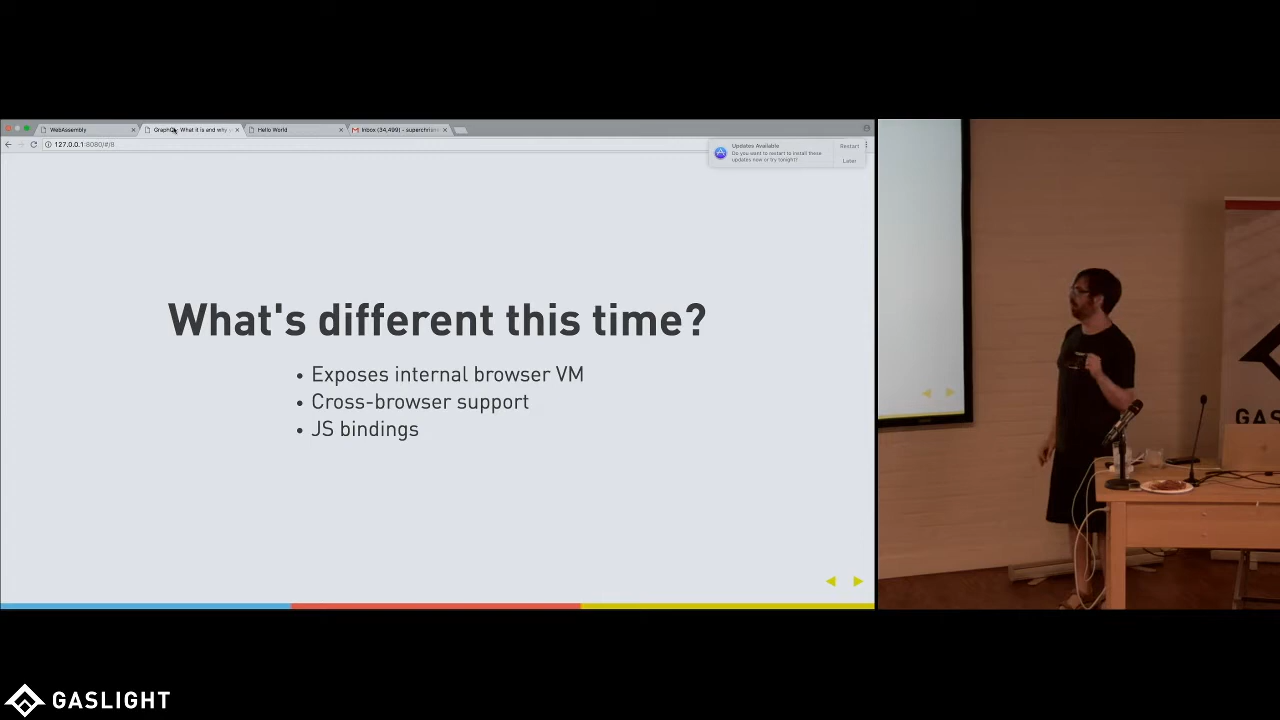 WebAssembly
GraphQL: What it is and why
Hello World
Inbox (34,499) - superchris
127.0.0.1:8080/#/8
Updates Available
Do you want to restart to install these
updates now or try tonight?
Restart
Later
What's different this time?
• Exposes internal browser VM
• Cross-browser support
• JS bindings
GAS
GASLIGHT